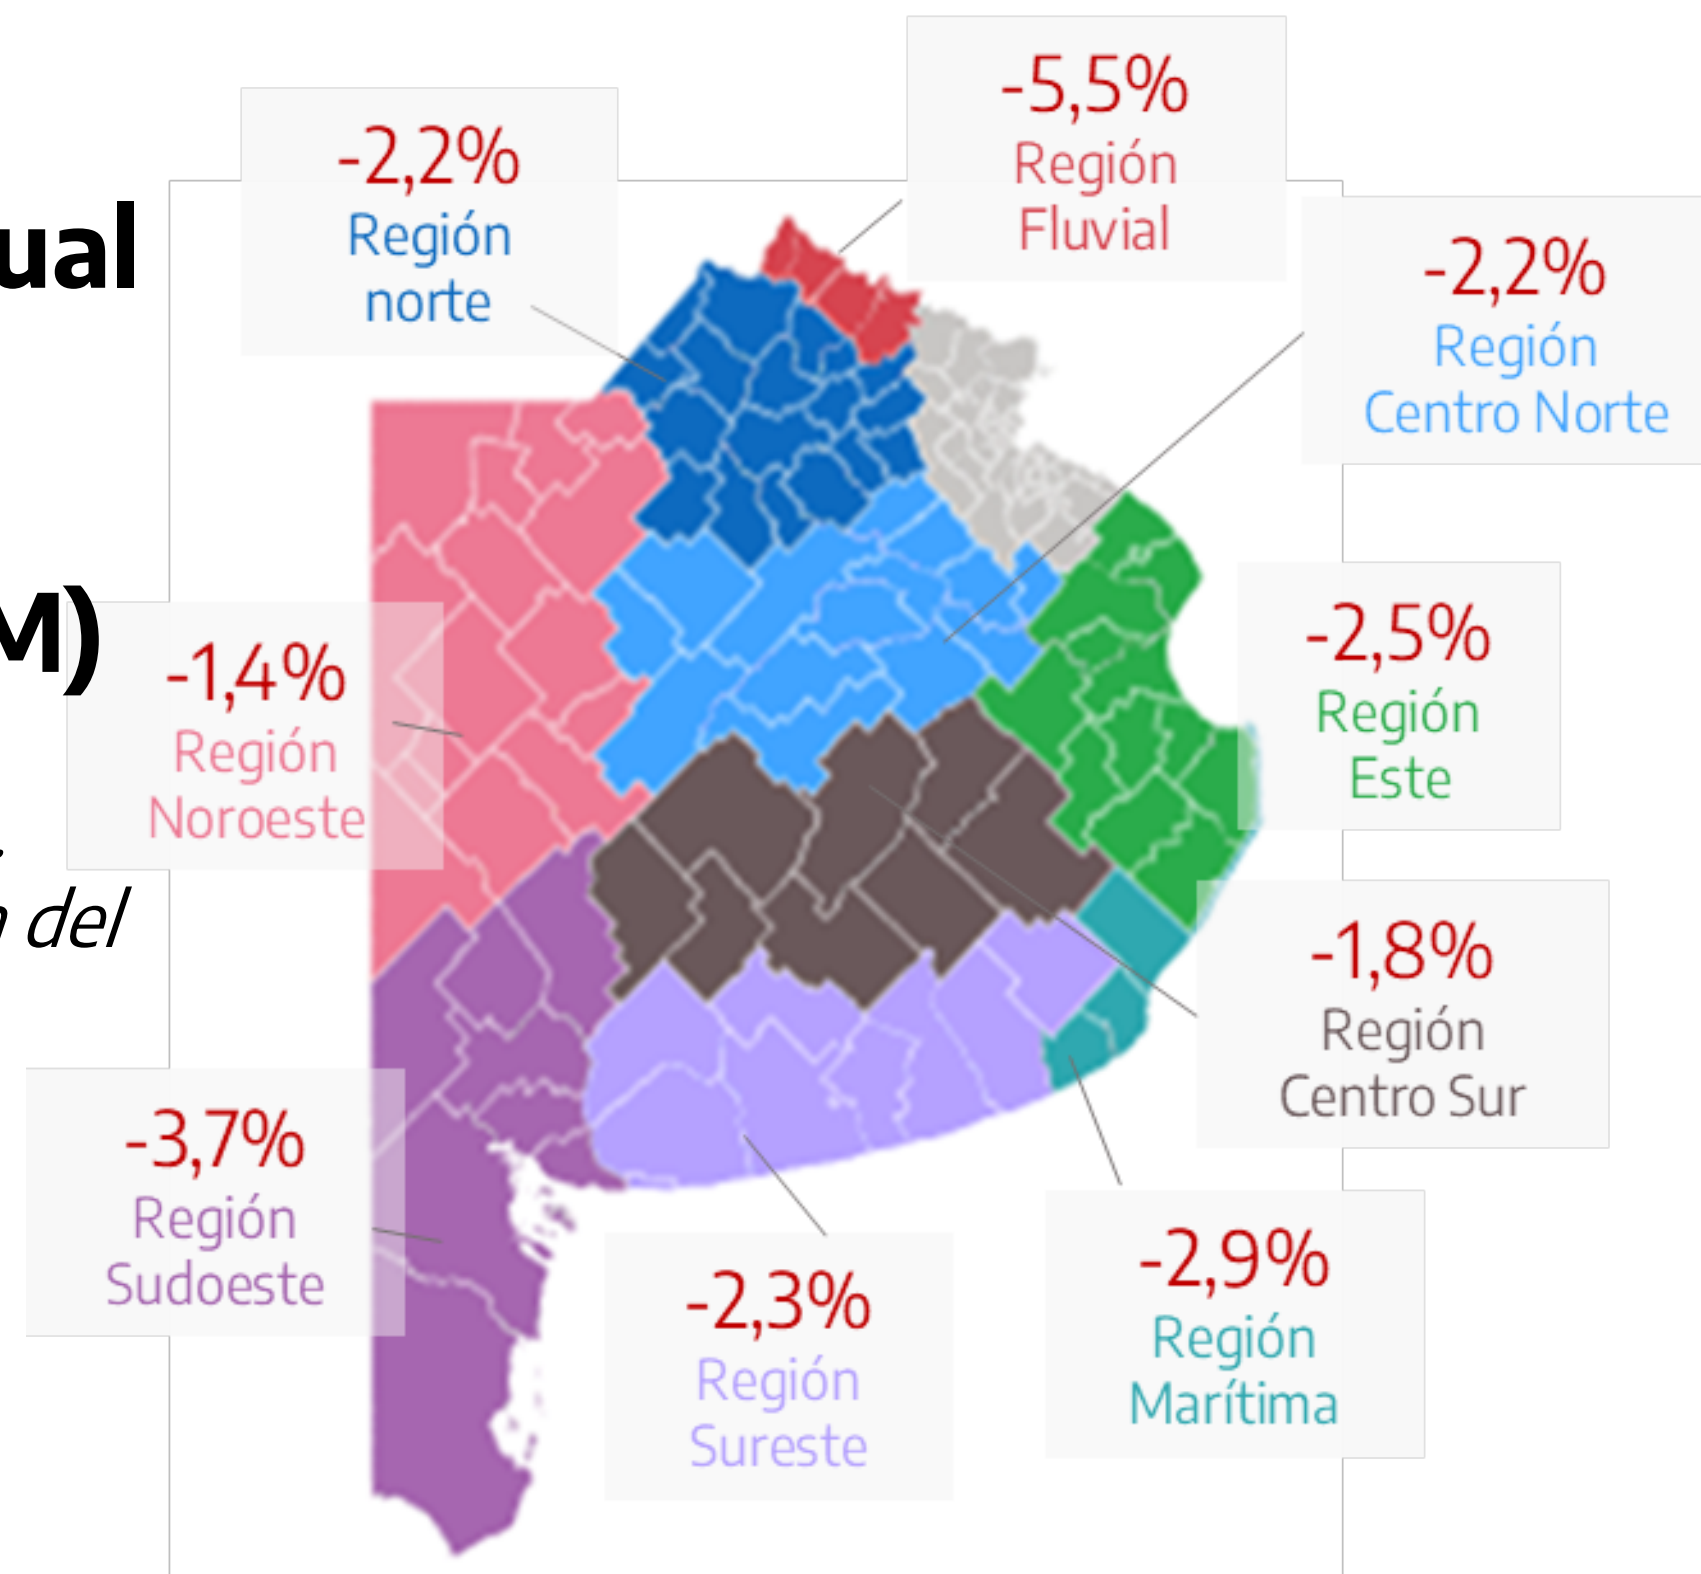 ual
M)
n del
-5,5%
Región
Fluvial
-2,2%
Región
norte
-2,2%
Región
Centro Norte
-2,5%
Región
Este
-1,4%
Región
Noroeste
-1,8%
Región
Centro Sur
-3,7%
Región
Sudoeste
-2,9%
Región
Marítima
-2,3%
Región
Sureste